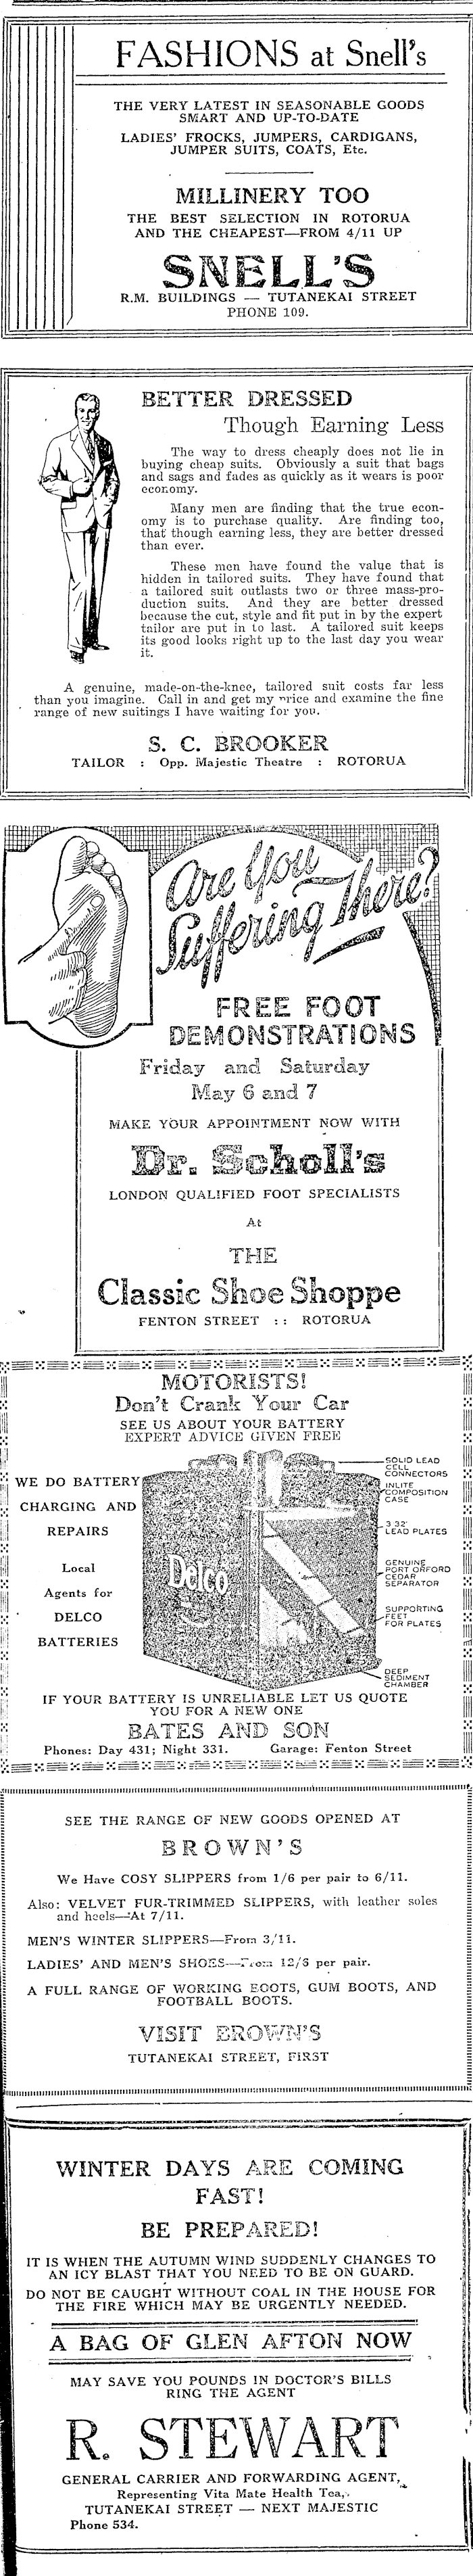 FASHIONS at Snell's
THE VERY LATEST IN SEASONABLE GOODS
SMART AND UP-TO-DATE
LADIES' FROCKS, JUMPERS, CARDIGANS,
JUMPER SUITS, COATS, Etc.
MILLINERY TOO
THE BEST SELECTION IN ROTORUA
AND THE CHEAPEST—FROM 4/11 UP
SNELL'S
R.M. BUILDINGS — TUTANEKAI STREET
PHONE 109.
BETTER DRESSED
Though Earning Less
The way to dress cheaply does not lie in
buying cheap suits. Obviously a suit that bags
and sags and fades as quickly as it wears is poor
economy.
Many men are finding that the true econ-
omy is to purchase quality. Are finding too,
that though earning less, they are better dressed
than ever.
These men have found the value that is
hidden in tailored suits. They have found that
a tailored suit outlasts two or three mass-pro-
duction suits. And they are better dressed
because the cut, style and fit put in by the expert
tailor are put in to last. A tailored suit keeps
its good looks right up to the last day you wear
it.
A genuine, made-on-the-knee, tailored suit costs far less
than you imagine. Call in and get my price and examine the fine
range of new suitings I have waiting for you.
S. C. BROOKER
TAILOR : Opp. Majestic Theatre : ROTORUA
Are You
Suffering There?
FREE FOOT
DEMONSTRATIONS
Friday and Saturday
May 6 and 7
MAKE YOUR APPOINTMENT NOW WITH
Dr. Scholl's
LONDON QUALIFIED FOOT SPECIALISTS
At
THE
Classic Shoe Shoppe
FENTON STREET :: ROTORUA
MOTORISTS!
Don't Crank Your Car
SEE US ABOUT YOUR BATTERY
EXPERT ADVICE GIVEN FREE
WE DO BATTERY
CHARGING AND
REPAIRS
Local
Agents for
DELCO
BATTERIES
Delco
SOLID LEAD
CELL
CONNECTORS
INLITE
COMPOSITION
CASE
3 32"
LEAD PLATES
GENUINE
PORT ORFORD
CEDAR
SEPARATOR
SUPPORTING
FEET
FOR PLATES
DEEP
SEDIMENT
CHAMBER
IF YOUR BATTERY IS UNRELIABLE LET US QUOTE
YOU FOR A NEW ONE
BATES AND SON
Phones: Day 431; Night 331. Garage: Fenton Street
SEE THE RANGE OF NEW GOODS OPENED AT
BROWN'S
We Have COSY SLIPPERS from 1/6 per pair to 6/11.
Also: VELVET FUR-TRIMMED SLIPPERS, with leather soles
and heels—At 7/11.
MEN'S WINTER SLIPPERS—From 3/11.
LADIES' AND MEN'S SHOES—From 12/6 per pair.
A FULL RANGE OF WORKING BOOTS, GUM BOOTS, AND
FOOTBALL BOOTS.
VISIT BROWN'S
TUTANEKAI STREET, FIRST
WINTER DAYS ARE COMING
FAST!
BE PREPARED!
IT IS WHEN THE AUTUMN WIND SUDDENLY CHANGES TO
AN ICY BLAST THAT YOU NEED TO BE ON GUARD.
DO NOT BE CAUGHT WITHOUT COAL IN THE HOUSE FOR
THE FIRE WHICH MAY BE URGENTLY NEEDED.
A BAG OF GLEN AFTON NOW
MAY SAVE YOU POUNDS IN DOCTOR'S BILLS
RING THE AGENT
R. STEWART
GENERAL CARRIER AND FORWARDING AGENT,
Representing Vita Mate Health Tea,
TUTANEKAI STREET — NEXT MAJESTIC
Phone 534.